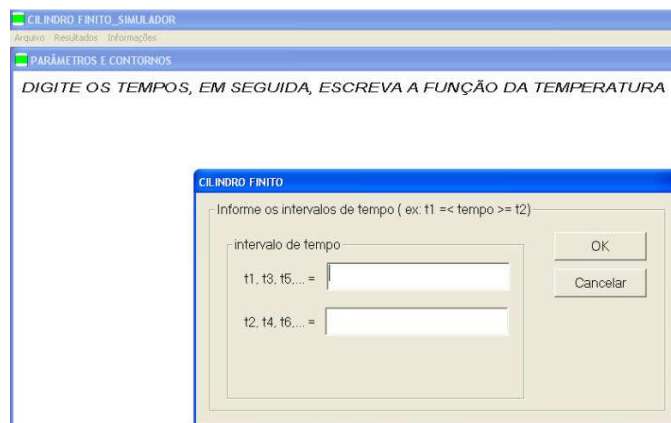 CILINDRO FINITO_SIMULADOR
Arquivo Resultados Informações
PARÂMETROS E CONTORNOS
DIGITE OS TEMPOS, EM SEGUIDA, ESCREVA A FUNÇÃO DA TEMPERATURA
CILINDRO FINITO
Informe os intervalos de tempo ( ex: t1 =< tempo >= t2)
intervalo de tempo
t1, t3, t5,... =
OK
Cancelar
t2, t4, t6,... =